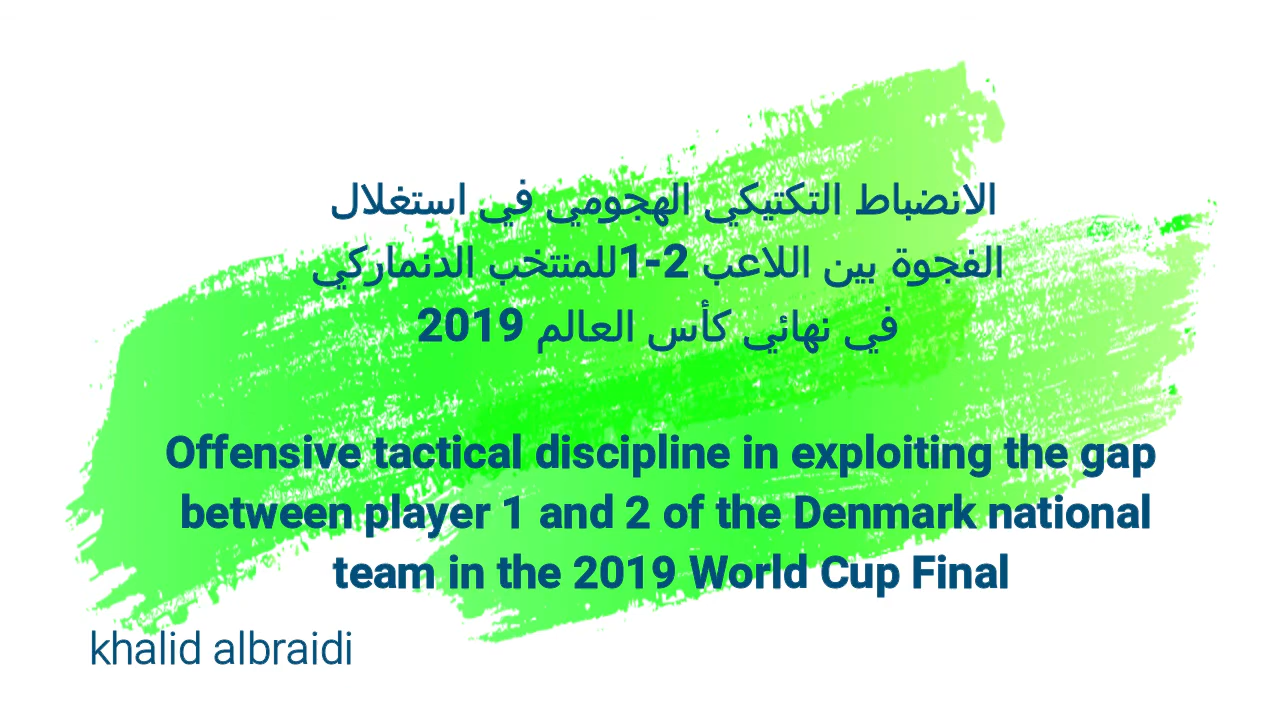 الانضباط التكتيكي الهجومي في استغلال
الفجوة بين اللاعب 2-1للمنتخب الدنماركي
في نهائي كأس العالم 2019
Offensive tactical discipline in exploiting the gap
between player 1 and 2 of the Denmark national
team in the 2019 World Cup Final
khalid albraidi